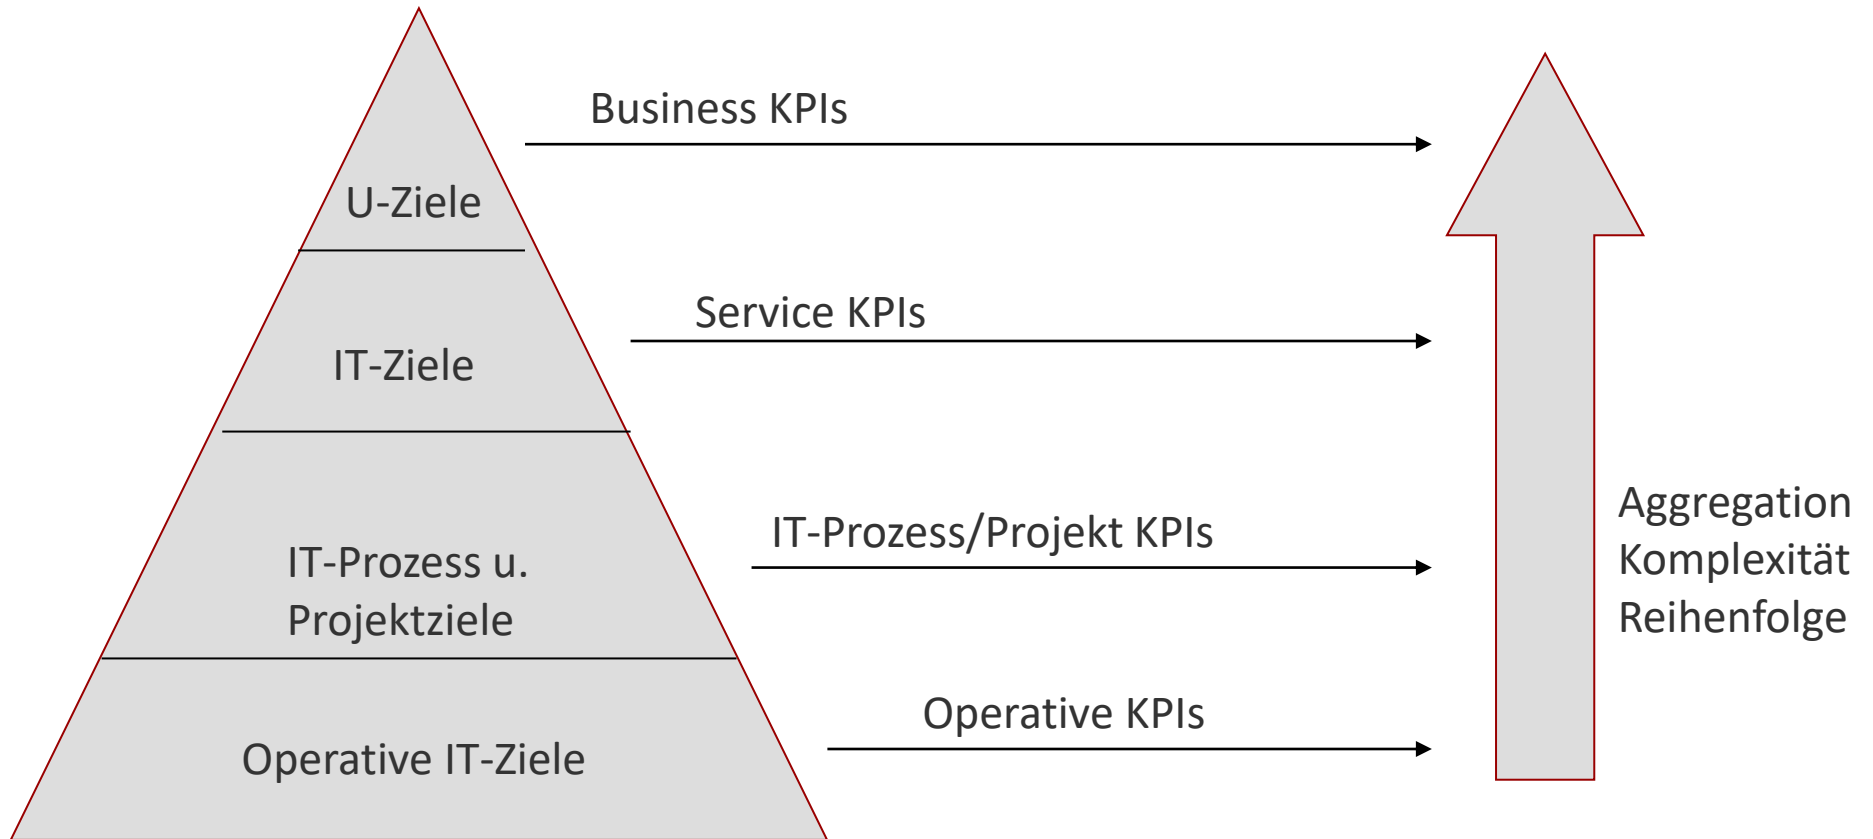 Business KPIs
U-Ziele
Service KPIs
IT-Ziele
IT-Prozess/Projekt KPIs
IT-Prozess u.
Projektziele
Operative KPIs
Operative IT-Ziele
Aggregation
Komplexität
Reihenfolge